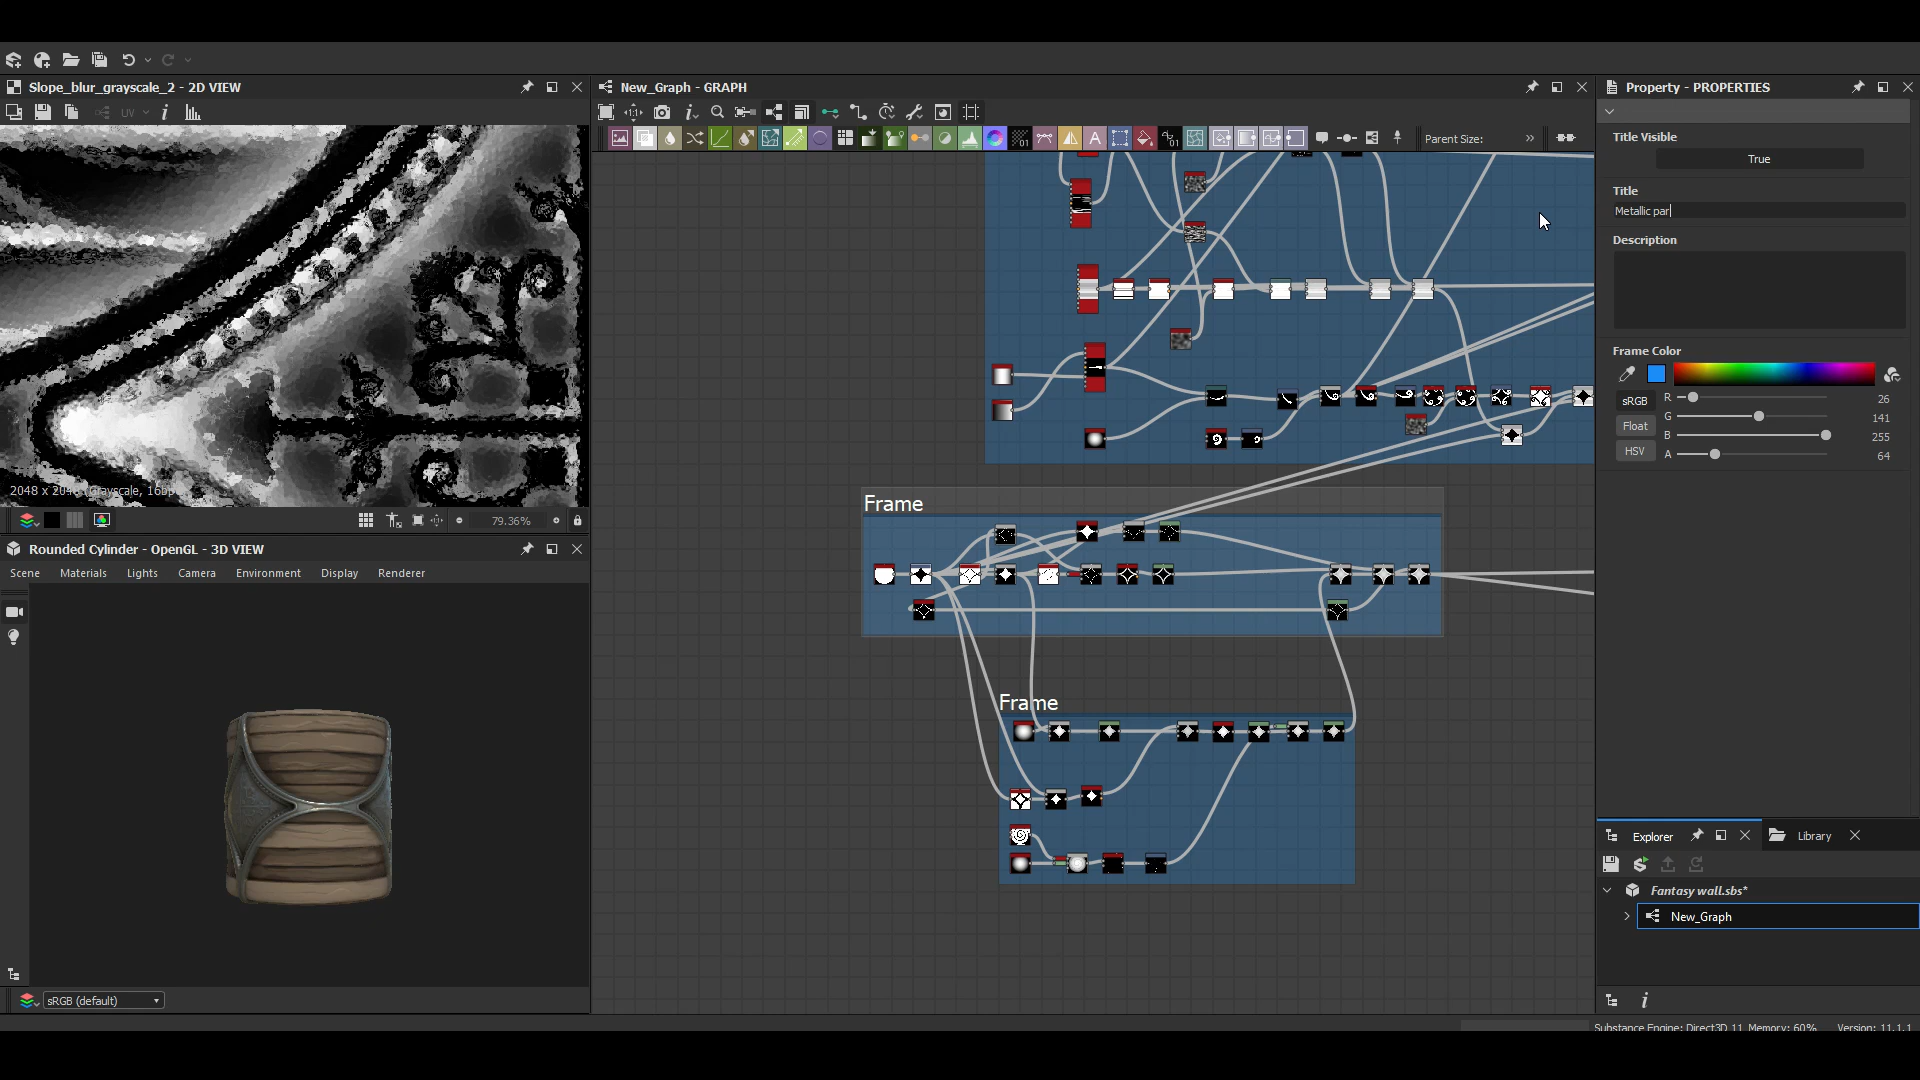 Slope_blur_grayscale_2 - 2D VIEW
UV
79.36%
Rounded Cylinder - OpenGL - 3D VIEW
Scene
Materials
Lights
Camera
Environment
Display
Renderer
sRGB (default)
New_Graph - GRAPH
Parent Size:
Frame
Frame
Property - PROPERTIES
Title Visible
True
Title
Metallic par
Description
Frame Color
sRGB
R
26
Float
G
141
B
255
HSV
A
64
Explorer
Library
Fantasy wall.sbs*
New_Graph
Substance Engine: Direct3D 11 Memory: 60%
Version: 11.1.1